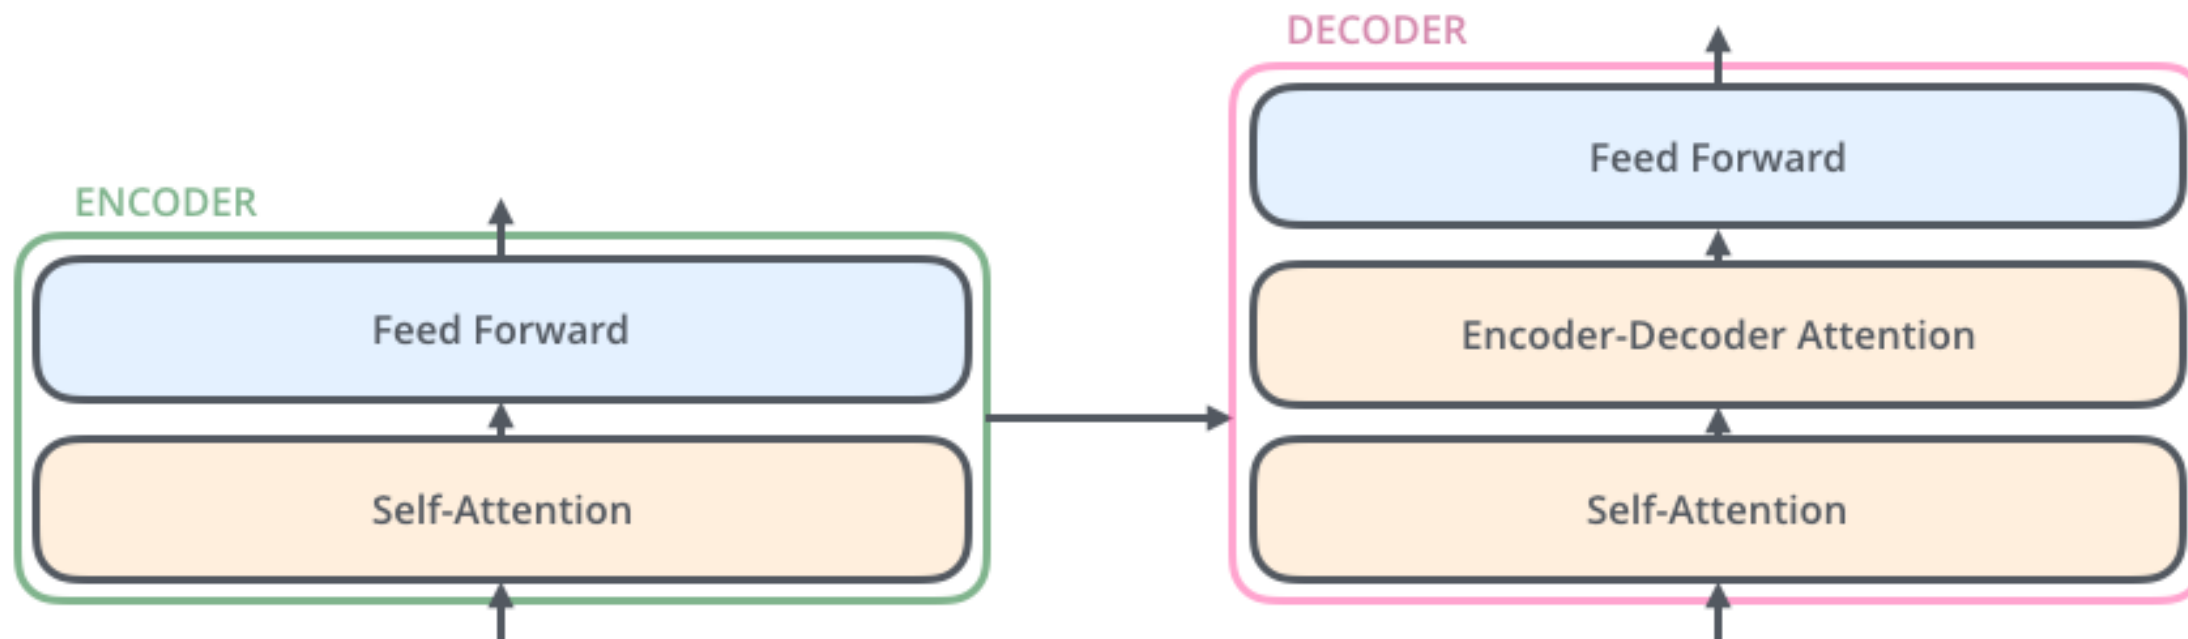 ENCODER
Feed Forward
Self-Attention
DECODER
Feed Forward
Encoder-Decoder Attention
Self-Attention